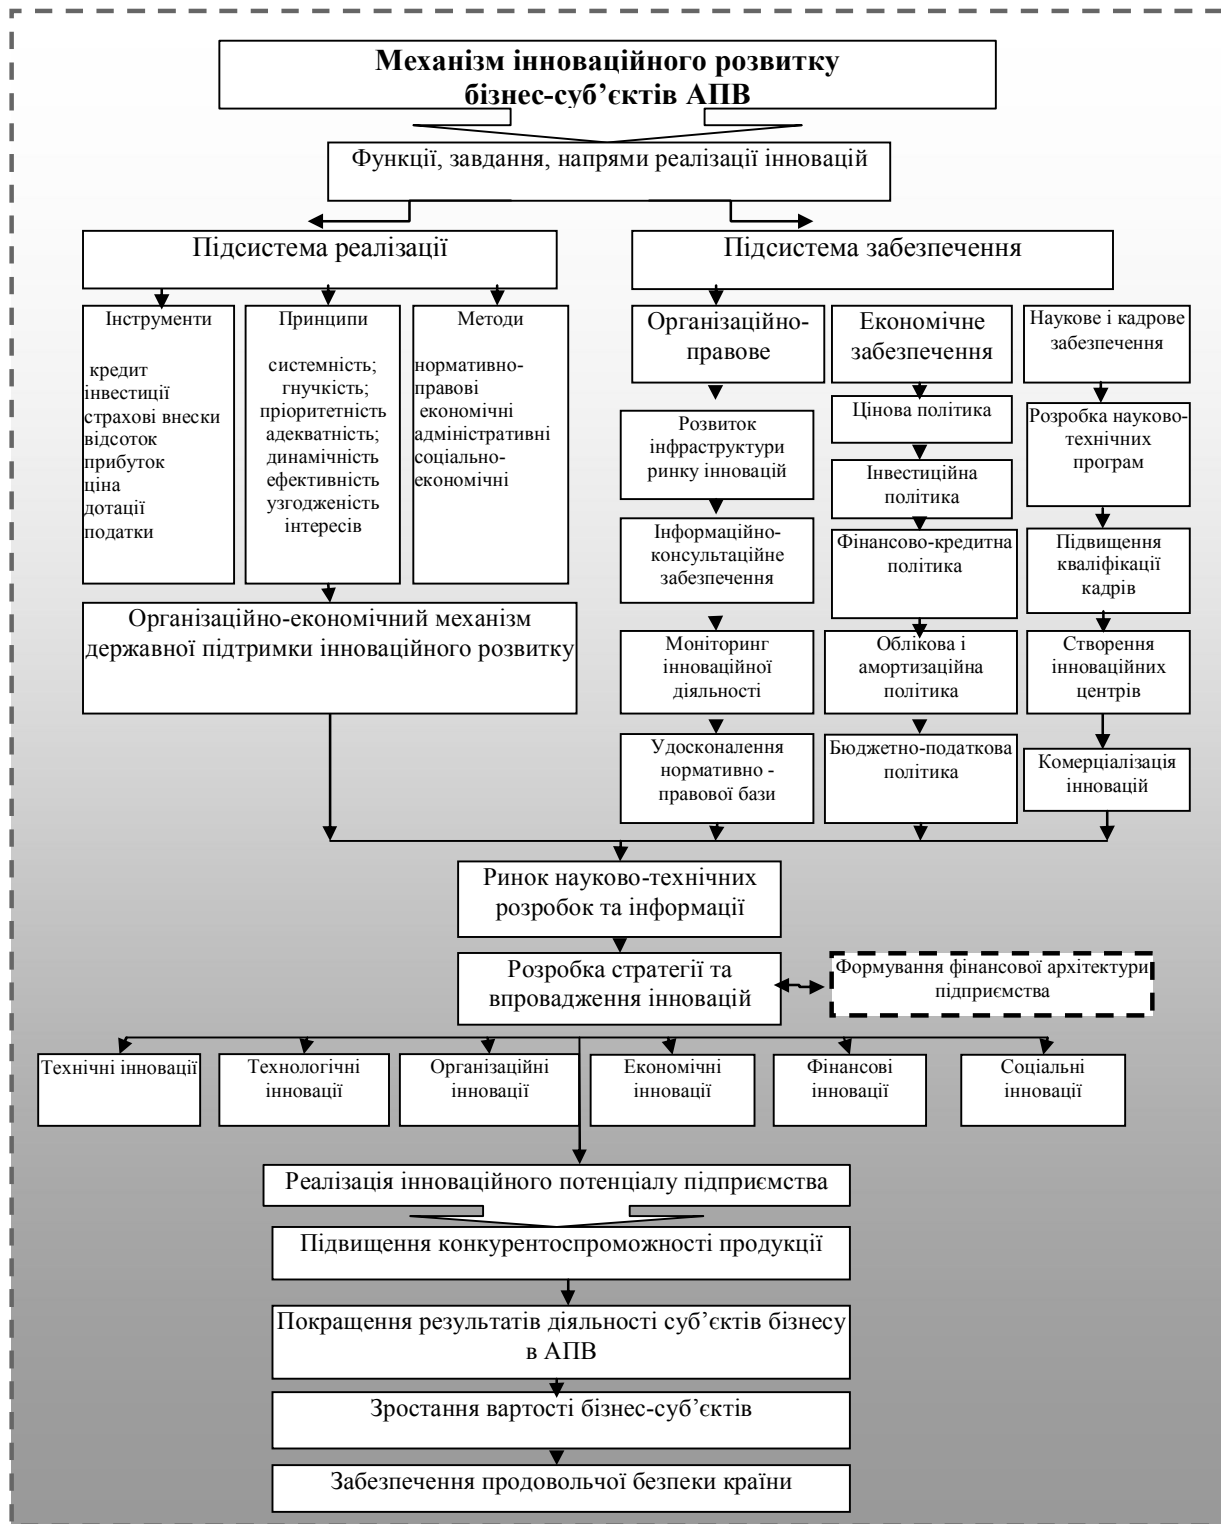 Механізм інноваційного розвитку
бізнес-суб’єктів АПВ
Функції, завдання, напрями реалізації інновацій
Підсистема реалізації
Підсистема забезпечення
Інструменти
кредит
інвестиції
страхові внески
відсоток
прибуток
ціна
дотації
податки
Принципи
системність;
гнучкість;
пріоритетність
адекватність;
динамічність
ефективність
узгодженість
інтересів
Методи
нормативно-
правові
економічні
адміністративні
соціально-
економічні
Організаційно-економічний механізм
державної підтримки інноваційного розвитку
Організаційно-
правове
Розвиток
інфраструктури
ринку інновацій
Інформаційно-
консультаційне
забезпечення
Моніторинг
інноваційної
діяльності
Удосконалення
нормативно -
правової бази
Економічне
забезпечення
Цінова політика
Інвестиційна
політика
Фінансово-кредитна
політика
Облікова і
амортизаційна
політика
Бюджетно-податкова
політика
Наукове і кадрове
забезпечення
Розробка науково-
технічних
програм
Підвищення
кваліфікації
кадрів
Створення
інноваційних
центрів
Комерціалізація
інновацій
Ринок науково-технічних
розробок та інформації
Розробка стратегії та
впровадження інновацій
Формування фінансової архітектури
підприємства
Технічні інновації
Технологічні
інновації
Організаційні
інновації
Економічні
інновації
Фінансові
інновації
Соціальні
інновації
Реалізація інноваційного потенціалу підприємства
Підвищення конкурентоспроможності продукції
Покращення результатів діяльності суб’єктів бізнесу
в АПВ
Зростання вартості бізнес-суб’єктів
Забезпечення продовольчої безпеки країни